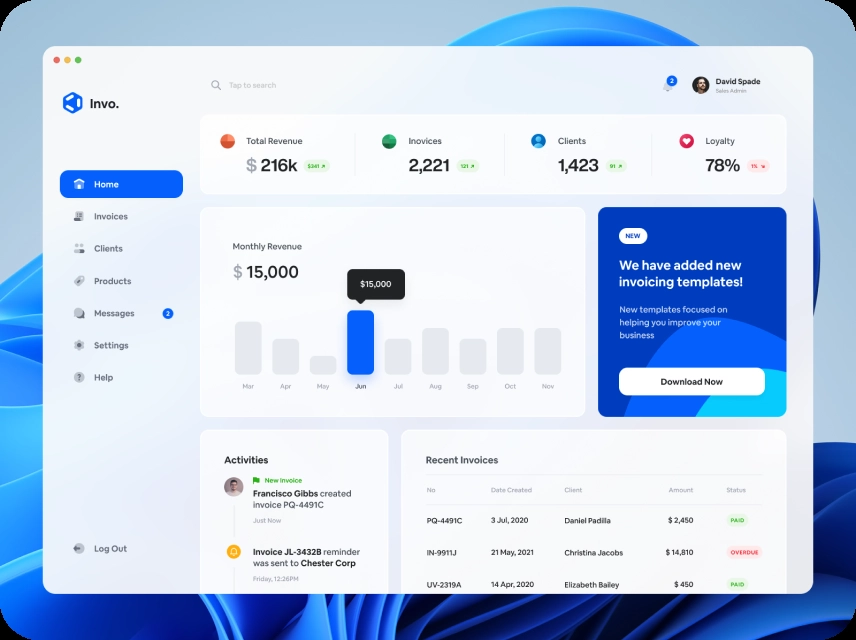 Tap to search
2
David Spade
Sales Admin
Invo.
Total Revenue
$ 216k
$341
Inovices
2,221
121
Clients
1,423
91
Loyalty
78%
1%
Home
Invoices
Clients
Products
Messages
2
Settings
Help
Log Out
Monthly Revenue
$ 15,000
$15,000
Mar Apr May Jun Jul Aug Sep Oct Nov
NEW
We have added new
invoicing templates!
New templates focused on
helping you improve your
business
Download Now
Activities
New Invoice
Francisco Gibbs created
invoice PQ-4491C
Just Now
Invoice JL-3432B reminder
was sent to Chester Corp
Friday, 12:26PM
Recent Invoices
No Date Created Client Amount Status
PQ-4491C 3 Jul, 2020 Daniel Padilla $ 2,450 PAID
IN-9911J 21 May, 2021 Christina Jacobs $ 14,810 OVERDUE
UV-2319A 14 Apr, 2020 Elizabeth Bailey $ 450 PAID